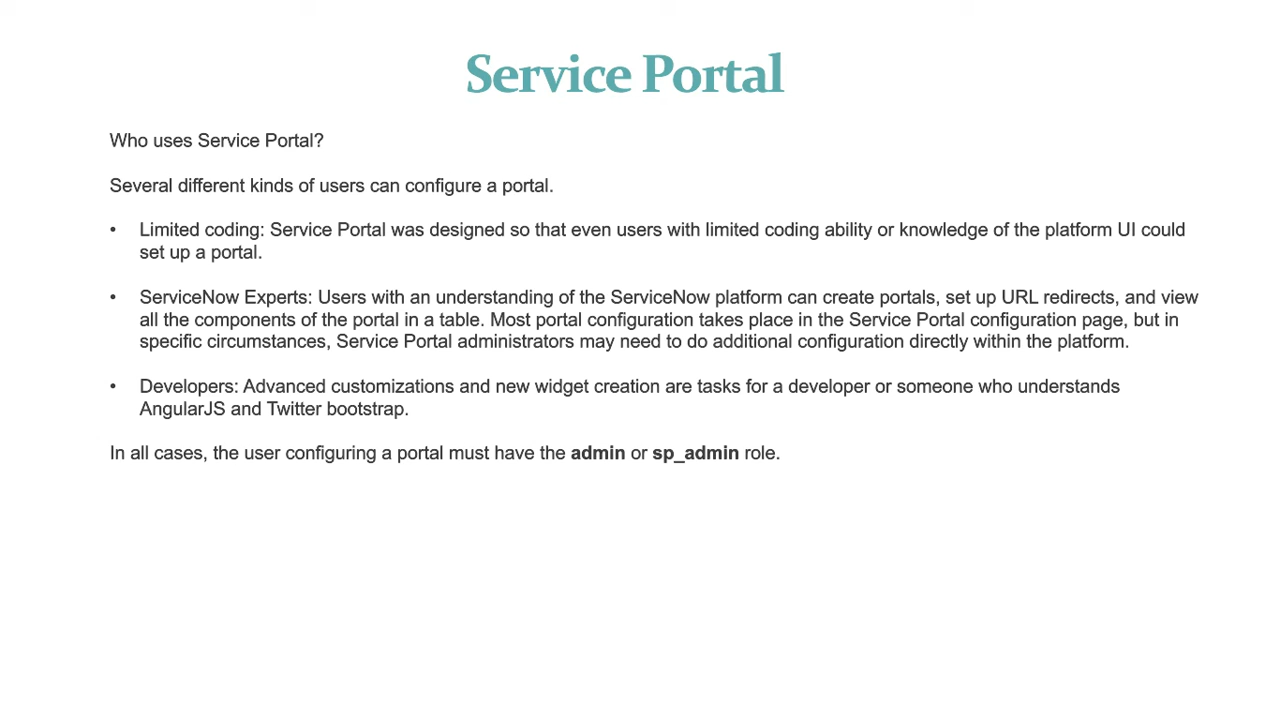 Service Portal
Who uses Service Portal?
Several different kinds of users can configure a portal.
• Limited coding: Service Portal was designed so that even users with limited coding ability or knowledge of the platform UI could
set up a portal.
• ServiceNow Experts: Users with an understanding of the ServiceNow platform can create portals, set up URL redirects, and view
all the components of the portal in a table. Most portal configuration takes place in the Service Portal configuration page, but in
specific circumstances, Service Portal administrators may need to do additional configuration directly within the platform.
• Developers: Advanced customizations and new widget creation are tasks for a developer or someone who understands
AngularJS and Twitter bootstrap.
In all cases, the user configuring a portal must have the admin or sp_admin role.